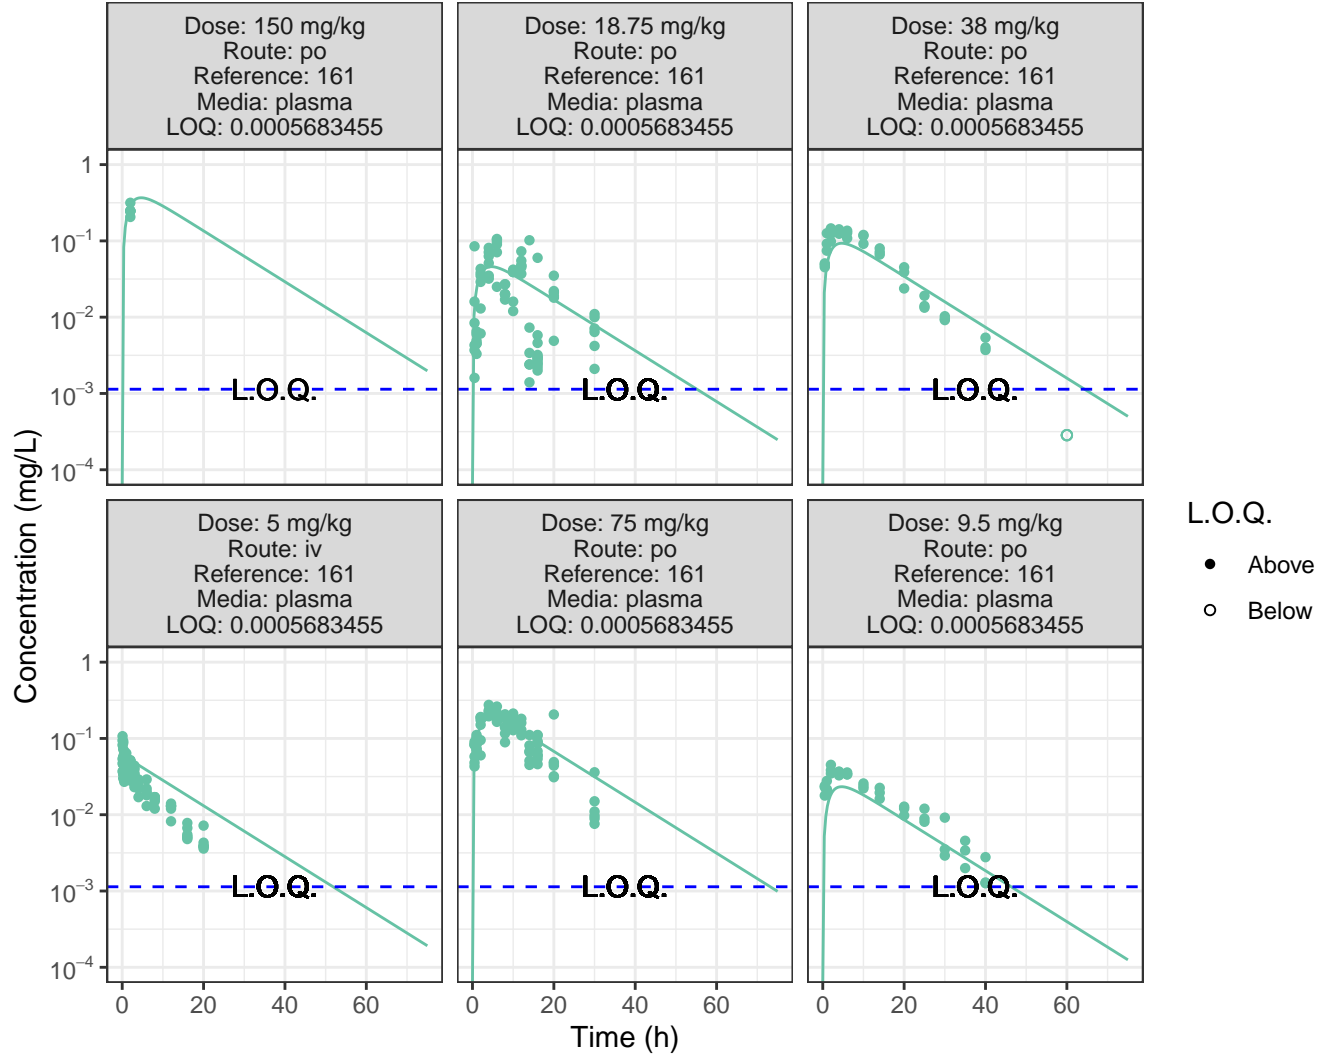 Dose: 150 mg/kg
Route: po
Reference: 161
Media: plasma
LOQ: 0.0005683455
Dose: 18.75 mg/kg
Route: po
Reference: 161
Media: plasma
LOQ: 0.0005683455
Dose: 38 mg/kg
Route: po
Reference: 161
Media: plasma
LOQ: 0.0005683455
1
10⁻¹
10⁻²
10⁻³
10⁻⁴
L.O.Q.
L.O.Q.
L.O.Q.
Dose: 5 mg/kg
Route: iv
Reference: 161
Media: plasma
LOQ: 0.0005683455
Dose: 75 mg/kg
Route: po
Reference: 161
Media: plasma
LOQ: 0.0005683455
Dose: 9.5 mg/kg
Route: po
Reference: 161
Media: plasma
LOQ: 0.0005683455
1
10⁻¹
10⁻²
10⁻³
10⁻⁴
L.O.Q.
L.O.Q.
L.O.Q.
0 20 40 60
0 20 40 60
0 20 40 60
Time (h)
Concentration (mg/L)
L.O.Q.
Above
Below